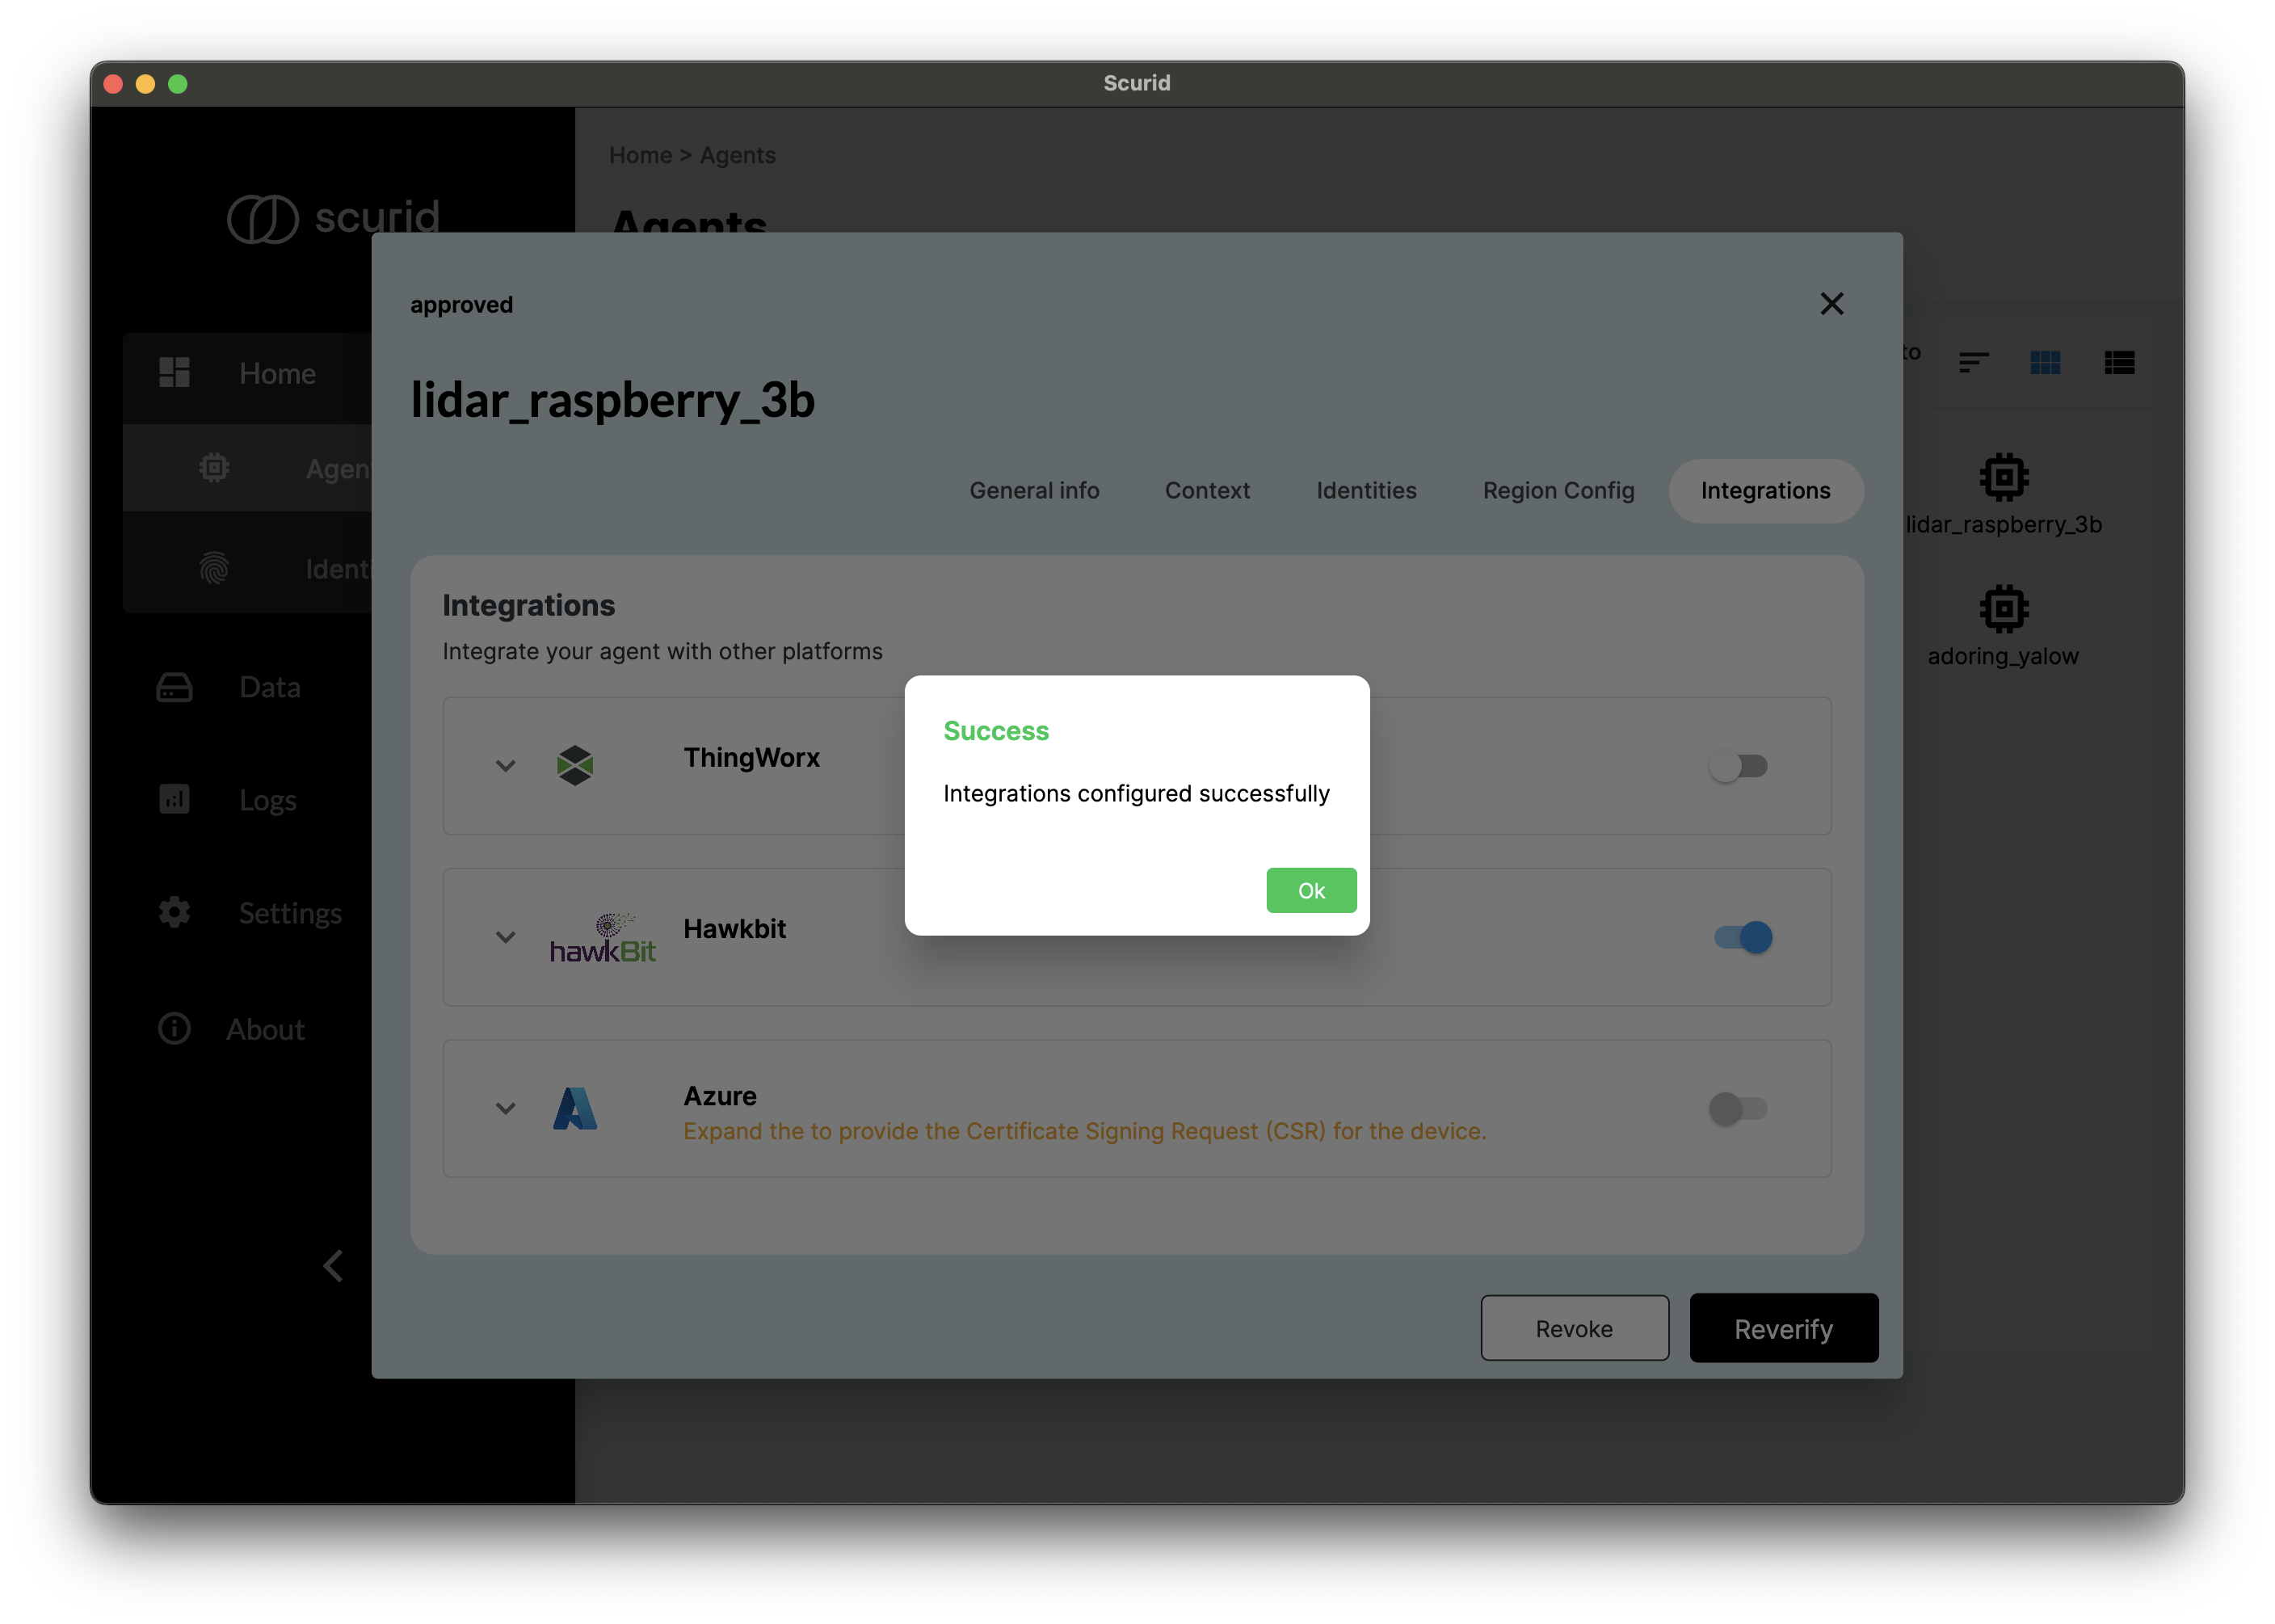 Scurid
scurid
Home > Agents
Agents
Home
Agen
Identi
Data
Logs
Settings
About
approved
lidar_raspberry_3b
General info
Context
Identities
Region Config
Integrations
Integrations
Integrate your agent with other platforms
ThingWorx
hawkBit
Hawkbit
Azure
Expand the to provide the Certificate Signing Request (CSR) for the device.
Success
Integrations configured successfully
Ok
Revoke
Reverify
to
lidar_raspberry_3b
adoring_yalow